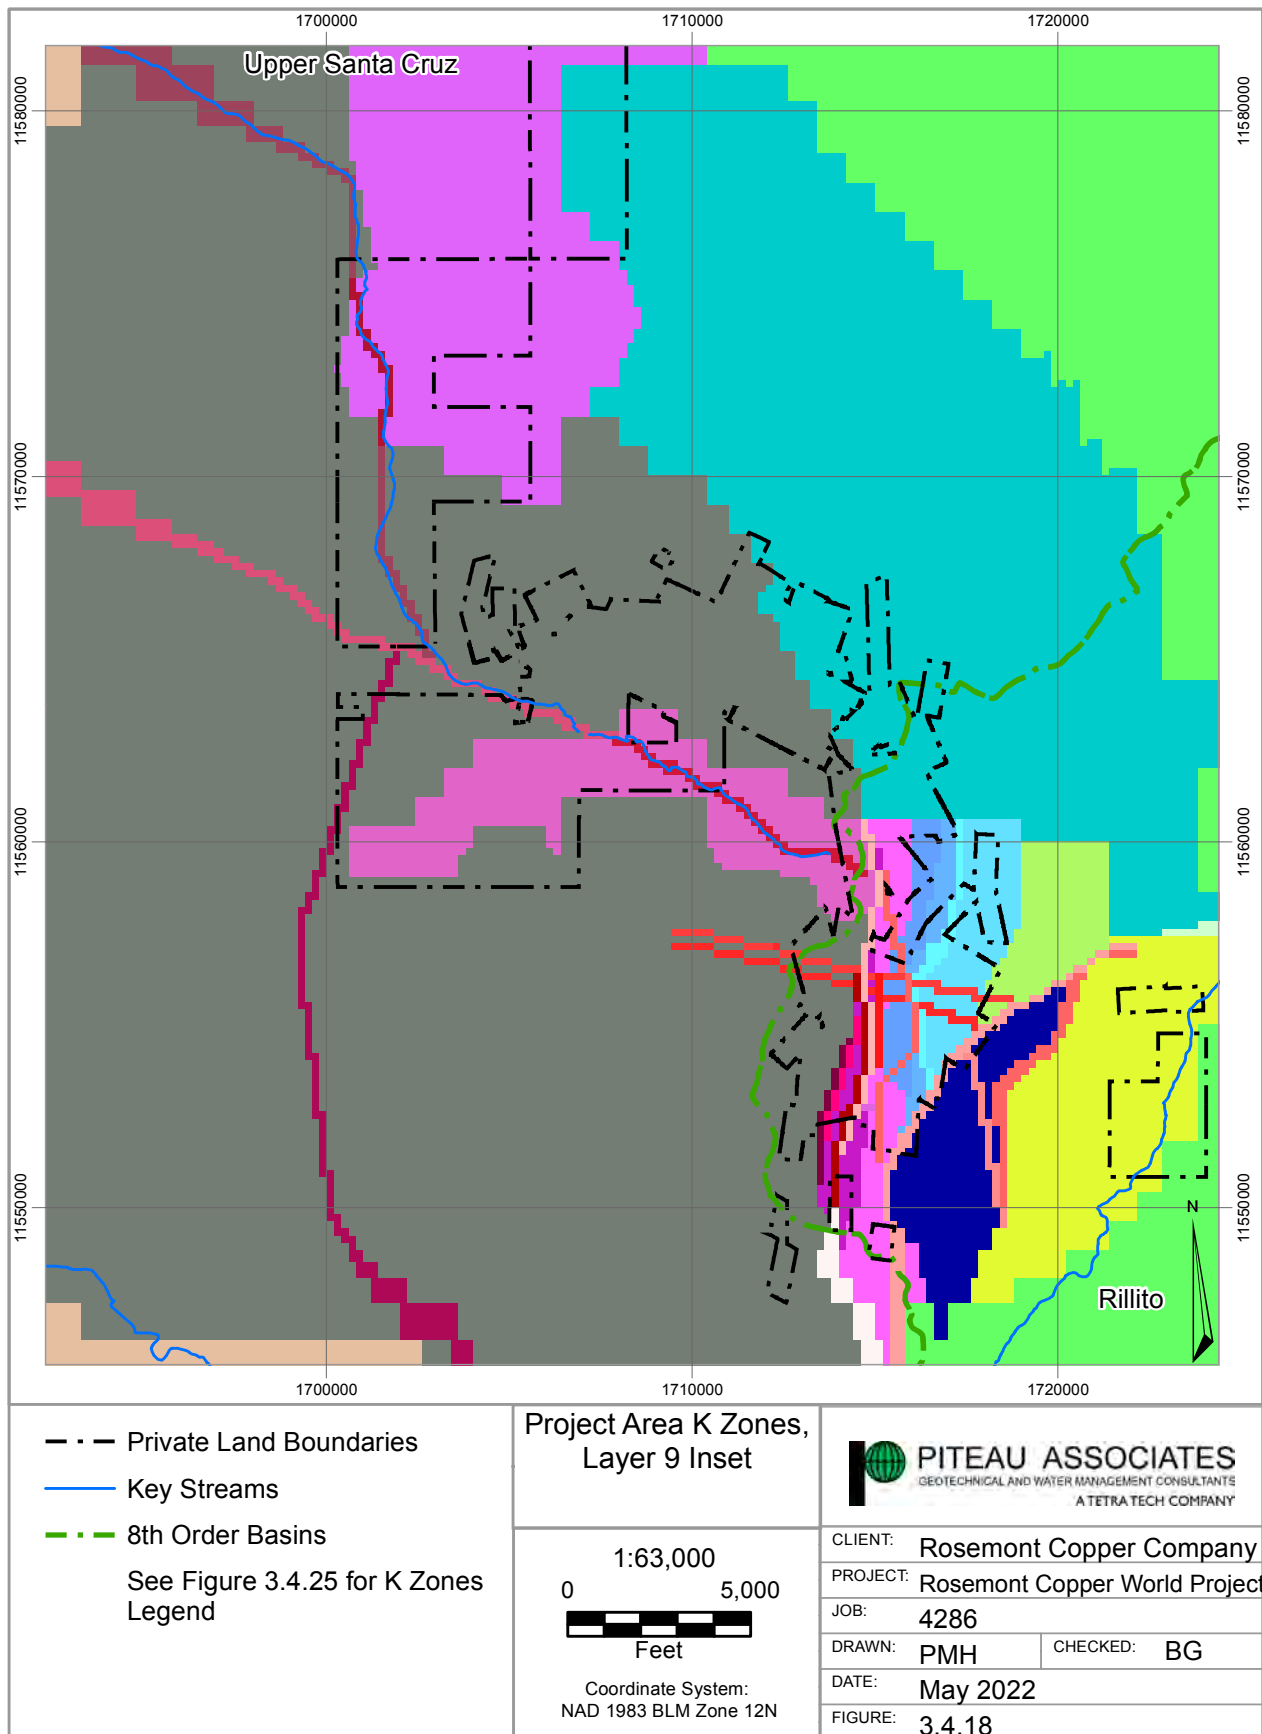 1700000
1710000
1720000
Upper Santa Cruz
11580000
11580000
11570000
11570000
11560000
11560000
11550000
11550000
N
Rillito
1700000
1710000
1720000
Private Land Boundaries
Key Streams
8th Order Basins
See Figure 3.4.25 for K Zones
Legend
Project Area K Zones,
Layer 9 Inset
1:63,000
0 5,000
Feet
Coordinate System:
NAD 1983 BLM Zone 12N
PITEAU ASSOCIATES
GEOTECHNICAL AND WATER MANAGEMENT CONSULTANTS
A TETRA TECH COMPANY
CLIENT: Rosemont Copper Company
PROJECT: Rosemont Copper World Project
JOB: 4286
DRAWN: PMH CHECKED: BG
DATE: May 2022
FIGURE: 3.4.18